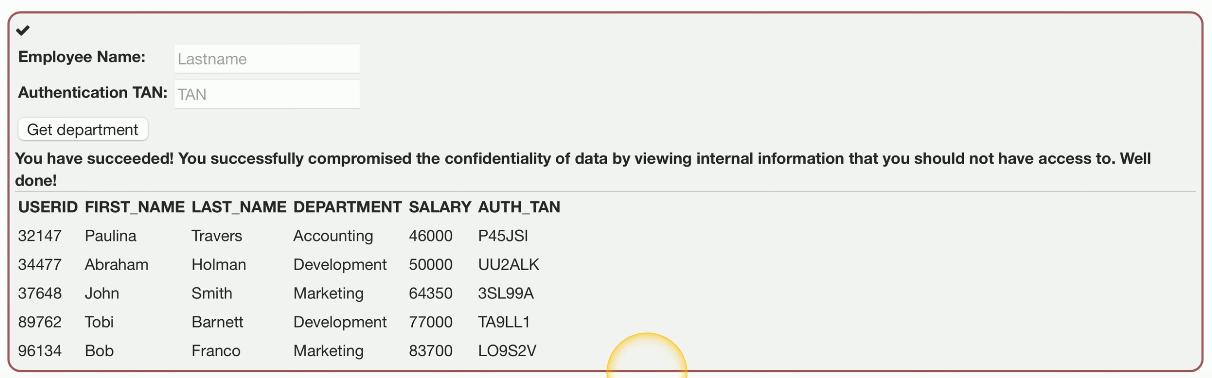 Employee Name: Lastname
Authentication TAN: TAN
Get department
You have succeeded! You successfully compromised the confidentiality of data by viewing internal information that you should not have access to. Well
done!
USERID FIRST_NAME LAST_NAME DEPARTMENT SALARY AUTH_TAN
32147 Paulina Travers Accounting 46000 P45JSI
34477 Abraham Holman Development 50000 UU2ALK
37648 John Smith Marketing 64350 3SL99A
89762 Tobi Barnett Development 77000 TA9LL1
96134 Bob Franco Marketing 83700 LO9S2V